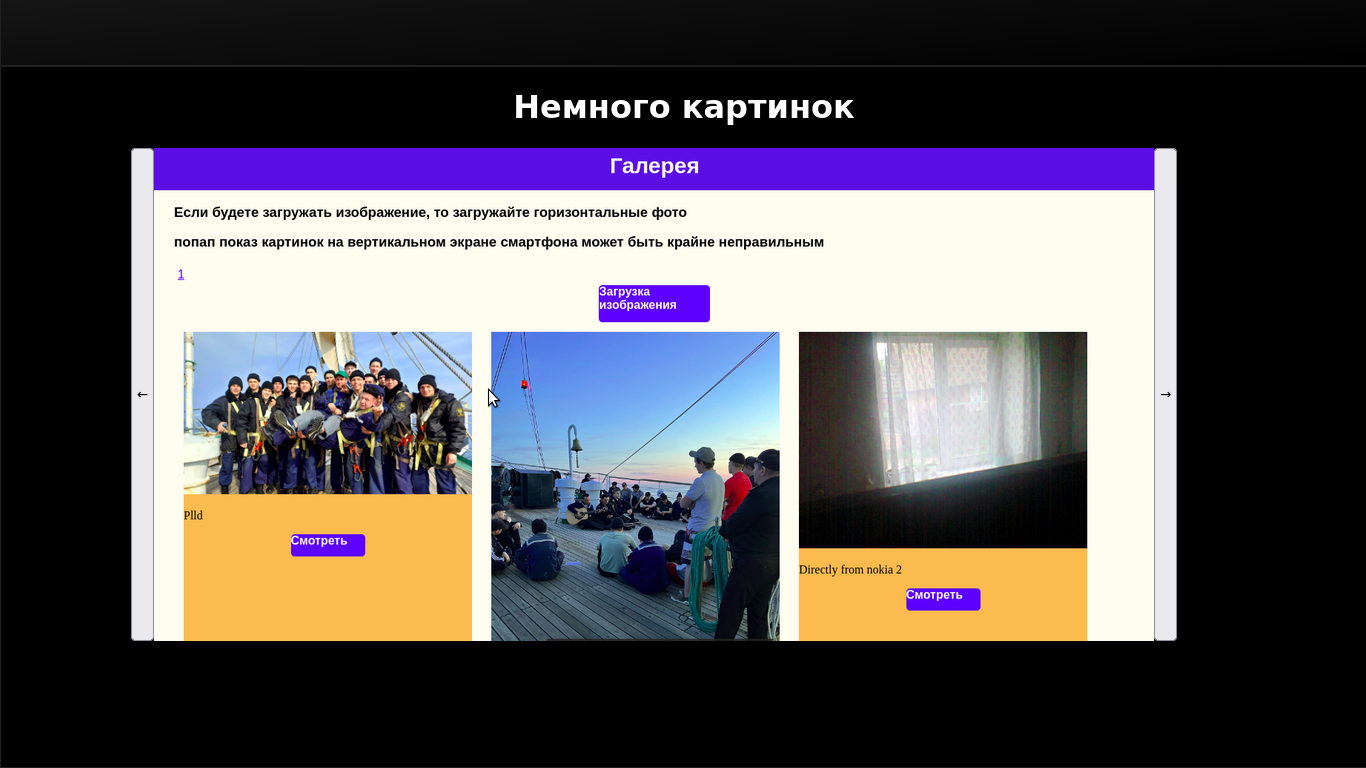 Немного картинок
Галерея
Если будете загружать изображение, то загружайте горизонтальные фото
попап показ картинок на вертикальном экране смартфона может быть крайне неправильным
1
Загрузка
изображения
←
→
Plld
Смотреть
Directly from nokia 2
Смотреть